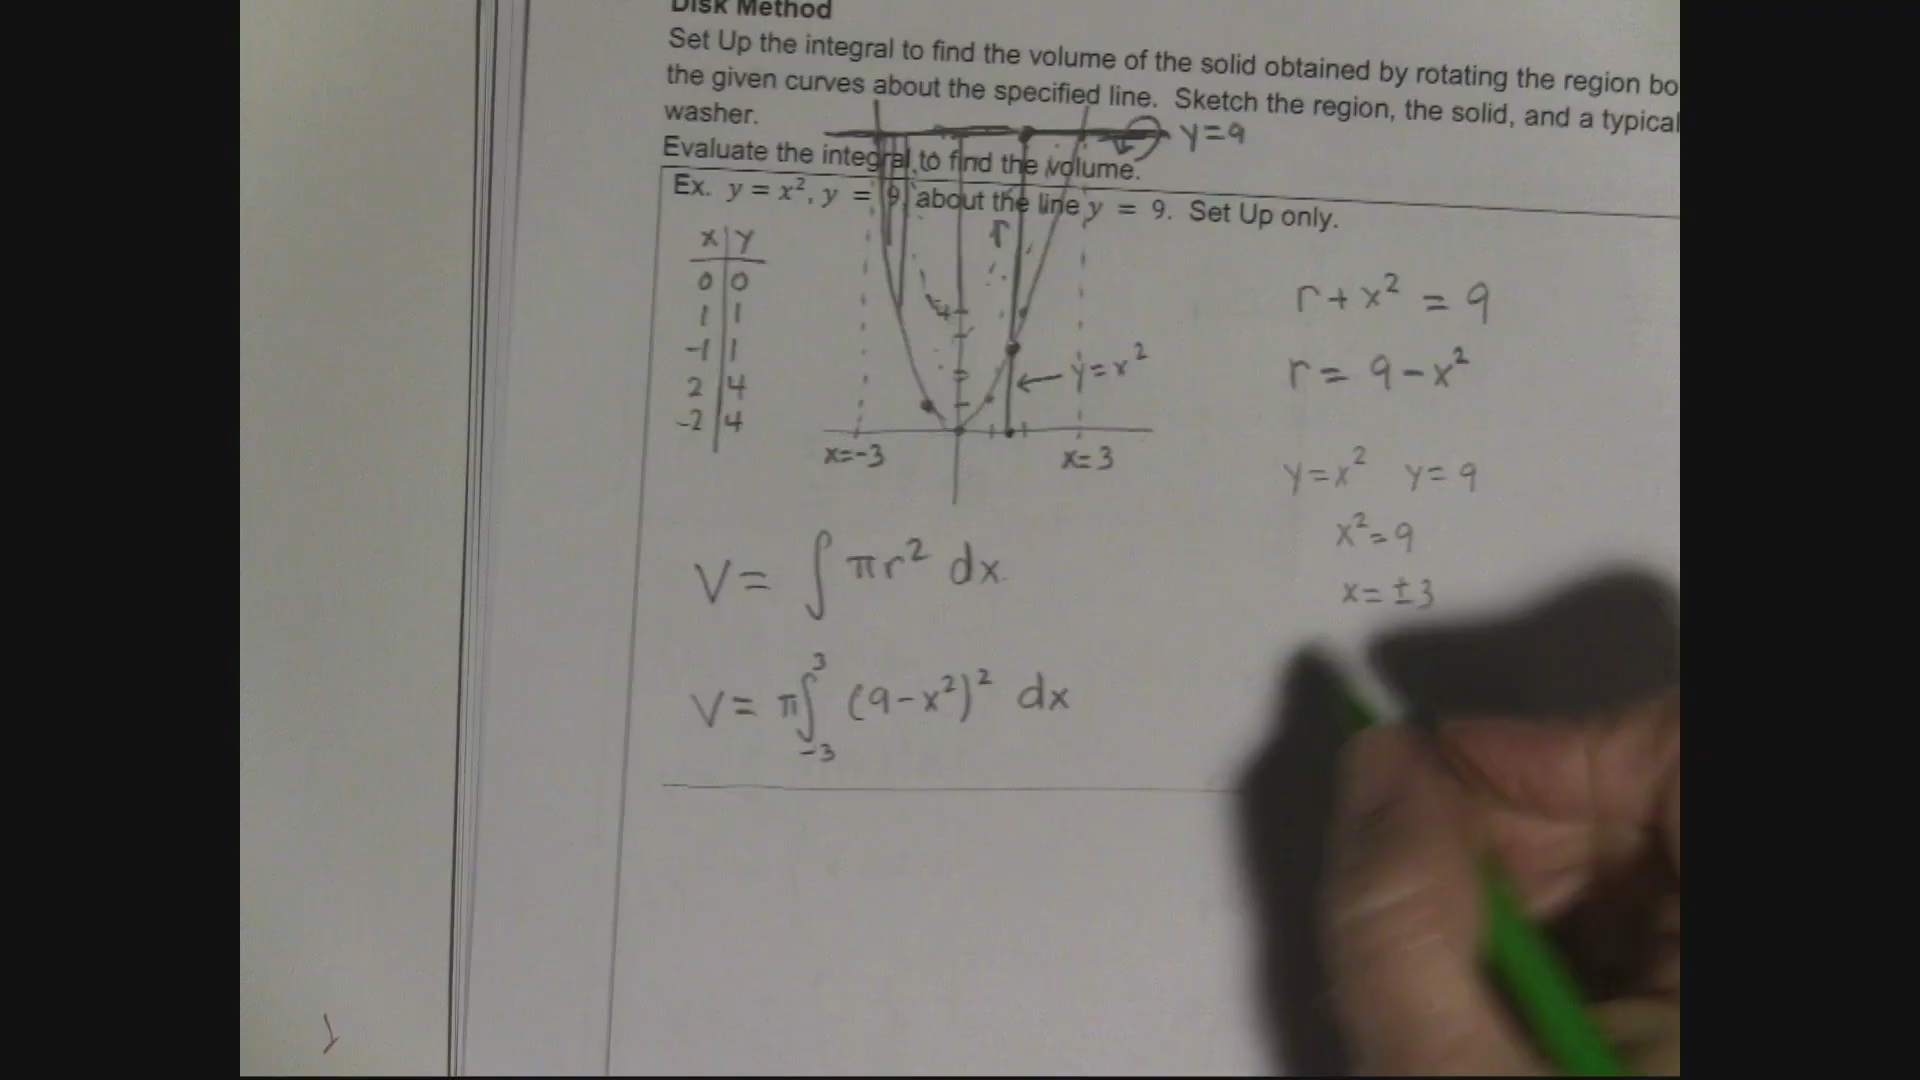 Disk Method
Set Up the integral to find the volume of the solid obtained by rotating the region bo
the given curves about the specified line. Sketch the region, the solid, and a typical
washer.
y=9
Evaluate the integral to find the volume.
Ex. y = x², y = 9, about the line y = 9. Set Up only.
x | y
0 | 0
1 | 1
-1 | 1
2 | 4
-2 | 4
r
4
y=x²
x=-3
x=3
r+x² = 9
r = 9-x²
y=x² y=9
x²=9
x=±3
V= ∫ πr² dx
V= π∫₋₃³ (9-x²)² dx